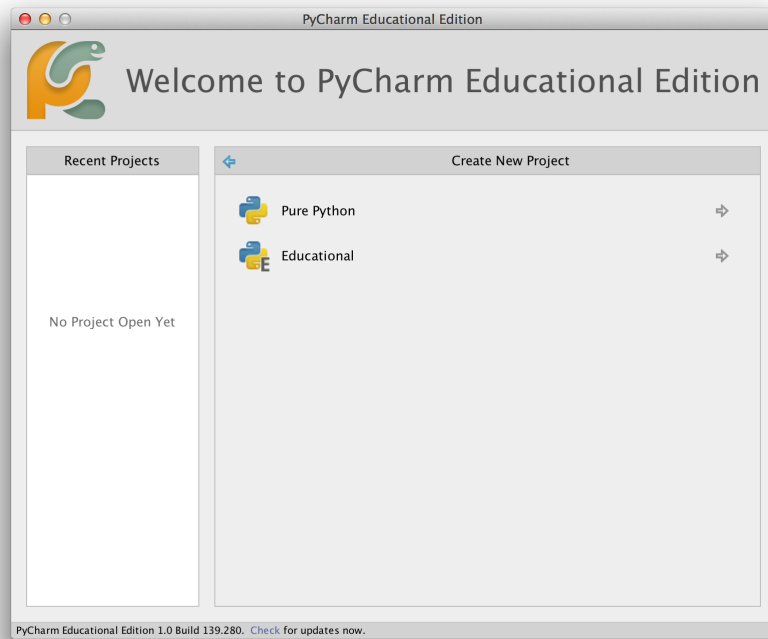 PyCharm Educational Edition
Welcome to PyCharm Educational Edition
Recent Projects
Create New Project
Pure Python
E
Educational
No Project Open Yet
PyCharm Educational Edition 1.0 Build 139.280. Check for updates now.